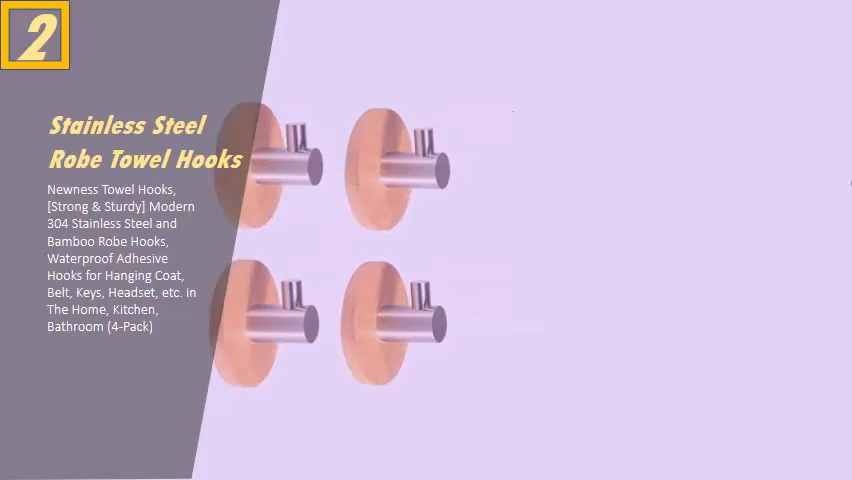 2
Stainless Steel
Robe Towel Hooks
Newness Towel Hooks,
[Strong & Sturdy] Modern
304 Stainless Steel and
Bamboo Robe Hooks,
Waterproof Adhesive
Hooks for Hanging Coat,
Belt, Keys, Headset, etc. in
The Home, Kitchen,
Bathroom (4-Pack)